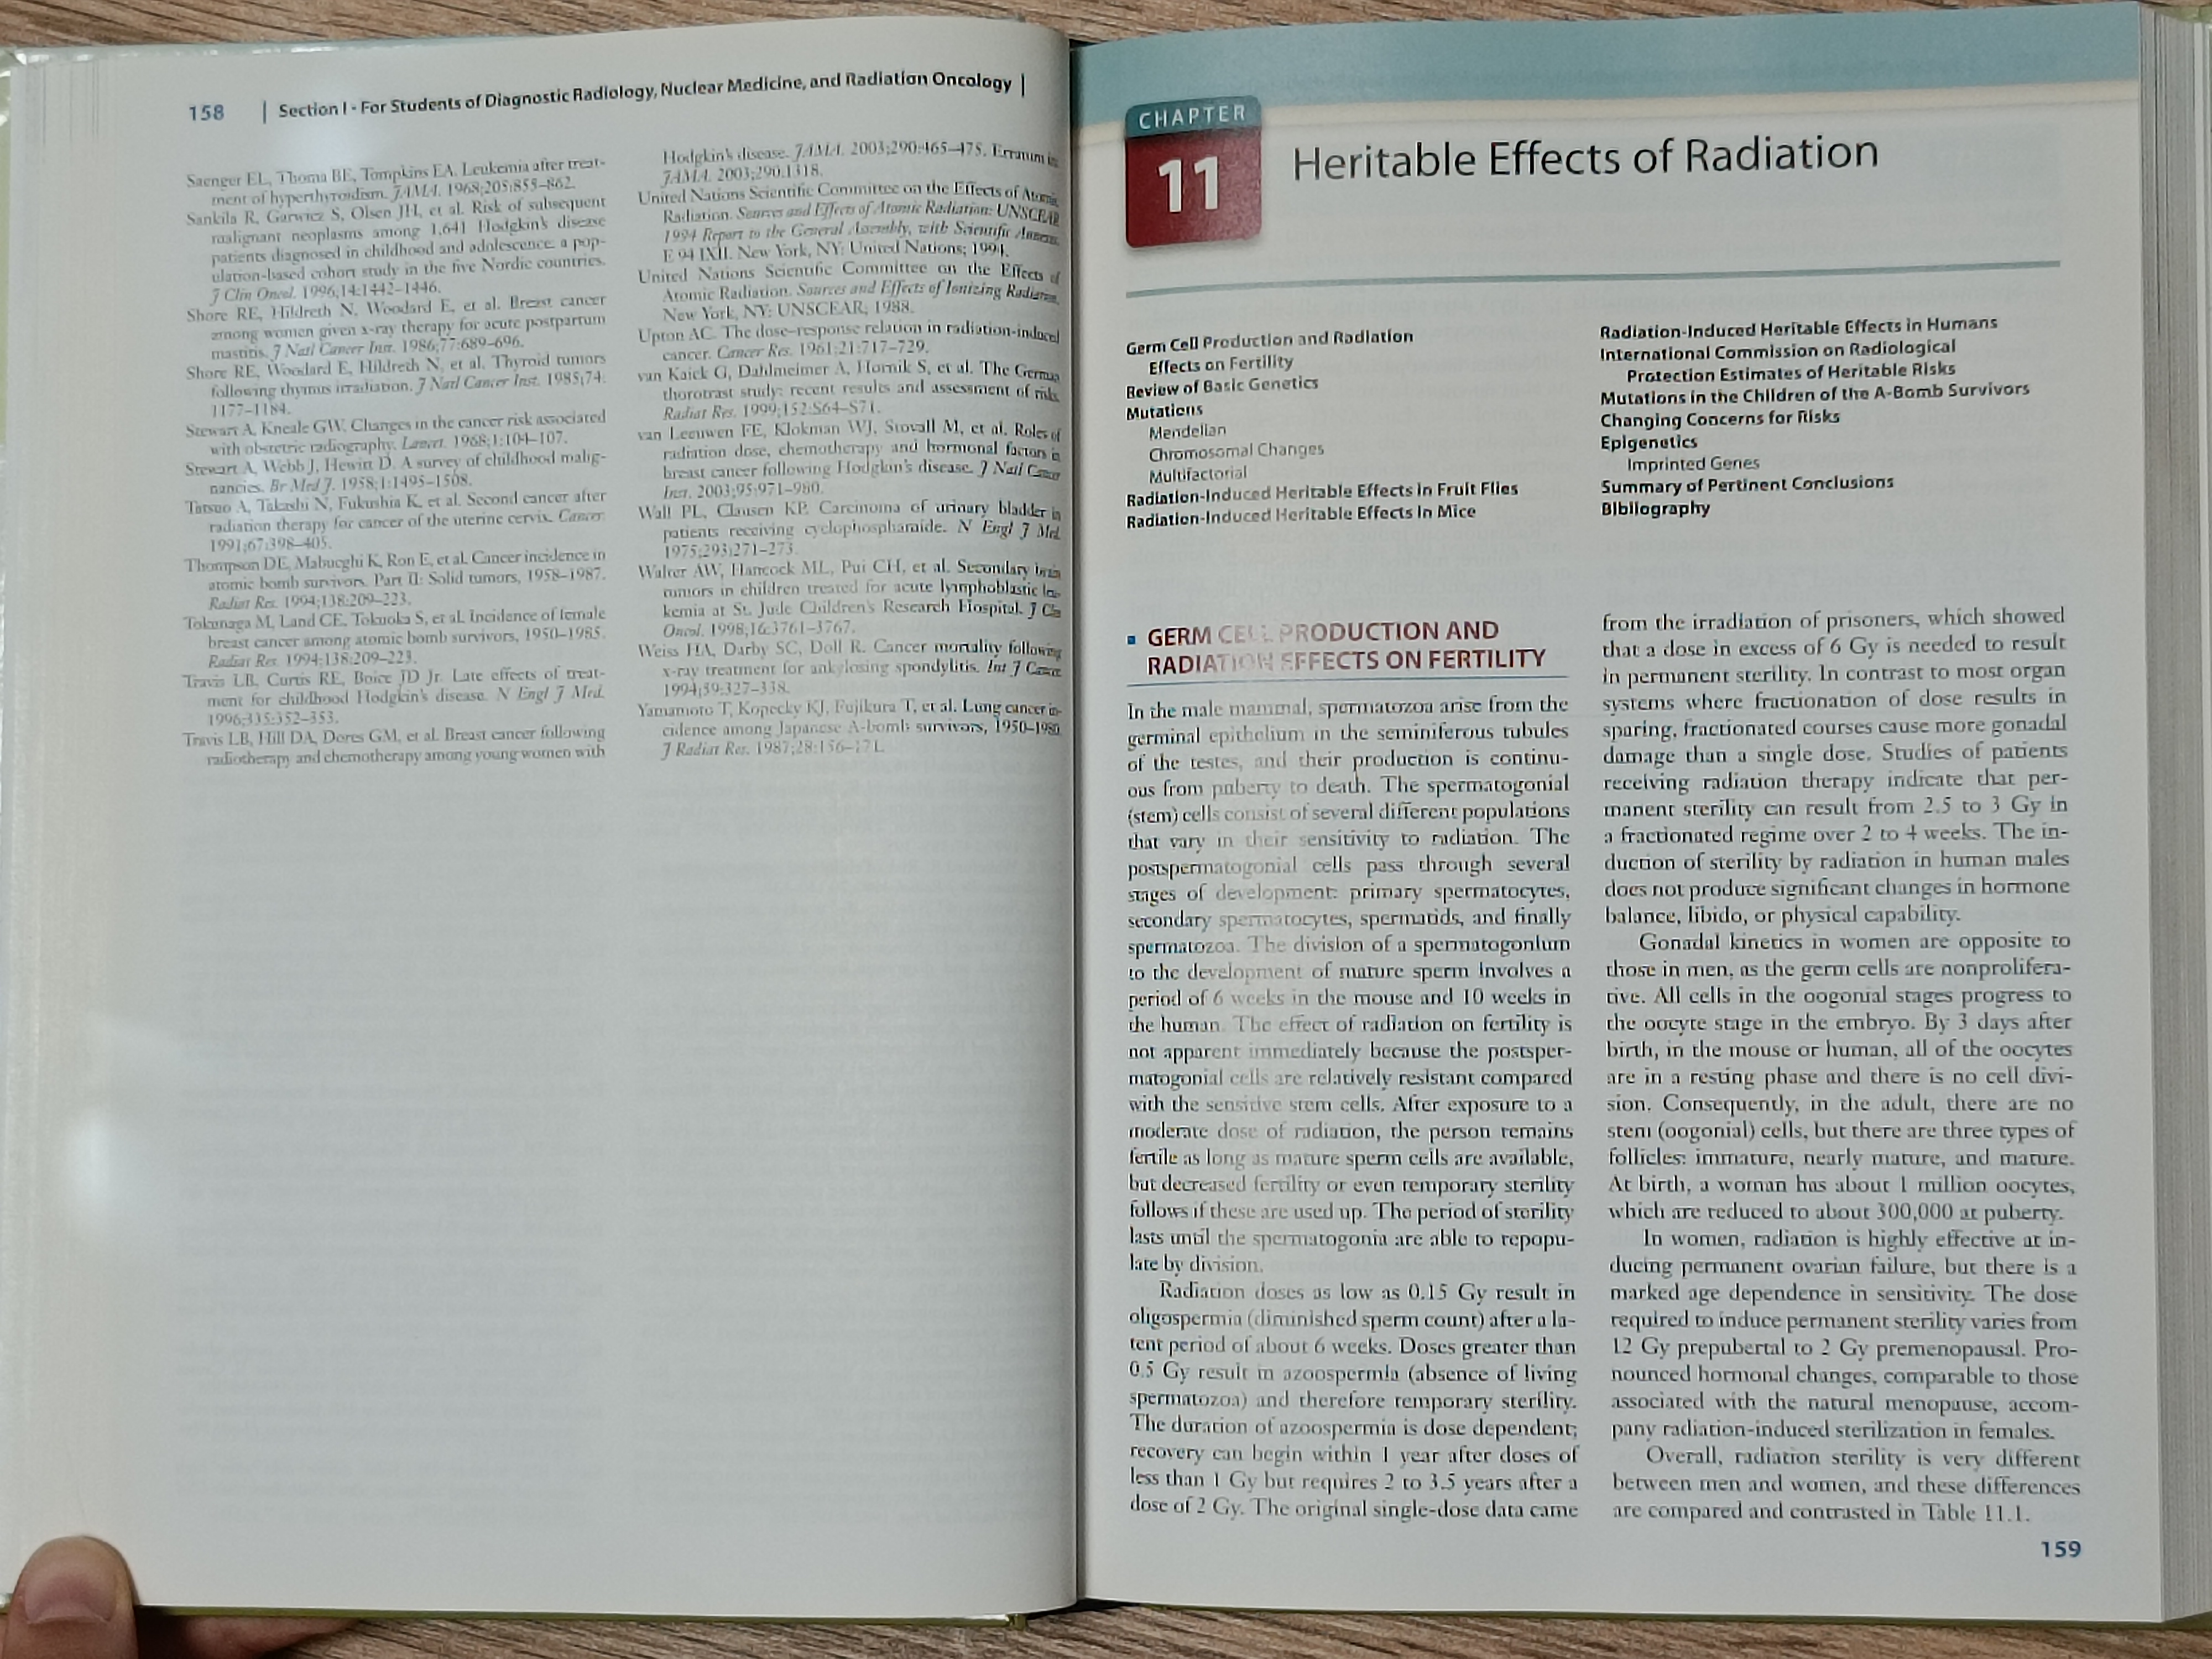 158 | Section I • For Students of Diagnostic Radiology, Nuclear Medicine, and Radiation Oncology |
Saenger EL, Thoma BE, Tompkins EA. Leukemia after treat-
ment of hyperthyroidism. JAMA. 1968;205:855–862.
Sankila R, Garwicz S, Olsen JH, et al. Risk of subsequent
malignant neoplasms among 1,641 Hodgkin's disease
patients diagnosed in childhood and adolescence: a pop-
ulation-based cohort study in the five Nordic countries.
J Clin Oncol. 1996;14:1442–1446.
Shore RE, Hildreth N, Woodard E, et al. Breast cancer
among women given x-ray therapy for acute postpartum
mastitis. J Natl Cancer Inst. 1986;77:689–696.
Shore RE, Woodard E, Hildreth N, et al. Thyroid tumors
following thymus irradiation. J Natl Cancer Inst. 1985;74:
1177–1184.
Stewart A, Kneale GW. Changes in the cancer risk associated
with obstetric radiography. Lancet. 1968;1:104–107.
Stewart A, Webb J, Hewitt D. A survey of childhood malig-
nancies. Br Med J. 1958;1:1495–1508.
Tatsuo A, Takashi N, Fukushia K, et al. Second cancer after
radiation therapy for cancer of the uterine cervix. Cancer.
1991;67:398–405.
Thompson DE, Mabuchi K, Ron E, et al. Cancer incidence in
atomic bomb survivors. Part II: Solid tumors, 1958–1987.
Radiat Res. 1994;138:209–223.
Tokunaga M, Land CE, Tokuoka S, et al. Incidence of female
breast cancer among atomic bomb survivors, 1950–1985.
Radiat Res. 1994;138:209–223.
Travis LB, Curtis RE, Boice JD Jr. Late effects of treat-
ment for childhood Hodgkin's disease. N Engl J Med.
1996;335:352–353.
Travis LB, Hill DA, Dores GM, et al. Breast cancer following
radiotherapy and chemotherapy among young women with
Hodgkin's disease. JAMA. 2003;290:465–475. Erratum in:
JAMA. 2003;290:1318.
United Nations Scientific Committee on the Effects of Atomic
Radiation. Sources and Effects of Atomic Radiation: UNSCEAR
1994 Report to the General Assembly, with Scientific Annexes.
E 94 IXII. New York, NY: United Nations; 1994.
United Nations Scientific Committee on the Effects of
Atomic Radiation. Sources and Effects of Ionizing Radiation.
New York, NY: UNSCEAR; 1988.
Upton AC. The dose–response relation in radiation-induced
cancer. Cancer Res. 1961;21:717–729.
van Kaick G, Dahlmeimer A, Hornik S, et al. The German
thorotrast study: recent results and assessment of risks.
Radiat Res. 1999;152:S64–S71.
van Leeuwen FE, Klokman WJ, Stovall M, et al. Roles of
radiation dose, chemotherapy and hormonal factors in
breast cancer following Hodgkin's disease. J Natl Cancer
Inst. 2003;95:971–980.
Wall PL, Clausen KP. Carcinoma of urinary bladder in
patients receiving cyclophosphamide. N Engl J Med.
1975;293:271–273.
Walter AW, Hancock ML, Pui CH, et al. Secondary brain
tumors in children treated for acute lymphoblastic leu-
kemia at St. Jude Children's Research Hospital. J Clin
Oncol. 1998;16:3761–3767.
Weiss HA, Darby SC, Doll R. Cancer mortality following
x-ray treatment for ankylosing spondylitis. Int J Cancer.
1994;59:327–338.
Yamamoto T, Kopecky KJ, Fujikura T, et al. Lung cancer in-
cidence among Japanese A-bomb survivors, 1950–1980.
J Radiat Res. 1987;28:156–171.
CHAPTER
11
Heritable Effects of Radiation
Germ Cell Production and Radiation
Effects on Fertility
Review of Basic Genetics
Mutations
Mendelian
Chromosomal Changes
Multifactorial
Radiation-Induced Heritable Effects in Fruit Flies
Radiation-Induced Heritable Effects in Mice
Radiation-Induced Heritable Effects in Humans
International Commission on Radiological
Protection Estimates of Heritable Risks
Mutations in the Children of the A-Bomb Survivors
Changing Concerns for Risks
Epigenetics
Imprinted Genes
Summary of Pertinent Conclusions
Bibliography
▪ GERM CELL PRODUCTION AND
RADIATION EFFECTS ON FERTILITY
In the male mammal, spermatozoa arise from the
germinal epithelium in the seminiferous tubules
of the testes, and their production is continu-
ous from puberty to death. The spermatogonial
(stem) cells consist of several different populations
that vary in their sensitivity to radiation. The
postspermatogonial cells pass through several
stages of development: primary spermatocytes,
secondary spermatocytes, spermatids, and finally
spermatozoa. The division of a spermatogonium
to the development of mature sperm involves a
period of 6 weeks in the mouse and 10 weeks in
the human. The effect of radiation on fertility is
not apparent immediately because the postsper-
matogonial cells are relatively resistant compared
with the sensitive stem cells. After exposure to a
moderate dose of radiation, the person remains
fertile as long as mature sperm cells are available,
but decreased fertility or even temporary sterility
follows if these are used up. The period of sterility
lasts until the spermatogonia are able to repopu-
late by division.
Radiation doses as low as 0.15 Gy result in
oligospermia (diminished sperm count) after a la-
tent period of about 6 weeks. Doses greater than
0.5 Gy result in azoospermia (absence of living
spermatozoa) and therefore temporary sterility.
The duration of azoospermia is dose dependent;
recovery can begin within 1 year after doses of
less than 1 Gy but requires 2 to 3.5 years after a
dose of 2 Gy. The original single-dose data came
from the irradiation of prisoners, which showed
that a dose in excess of 6 Gy is needed to result
in permanent sterility. In contrast to most organ
systems where fractionation of dose results in
sparing, fractionated courses cause more gonadal
damage than a single dose. Studies of patients
receiving radiation therapy indicate that per-
manent sterility can result from 2.5 to 3 Gy in
a fractionated regime over 2 to 4 weeks. The in-
duction of sterility by radiation in human males
does not produce significant changes in hormone
balance, libido, or physical capability.
Gonadal kinetics in women are opposite to
those in men, as the germ cells are nonprolifera-
tive. All cells in the oogonial stages progress to
the oocyte stage in the embryo. By 3 days after
birth, in the mouse or human, all of the oocytes
are in a resting phase and there is no cell divi-
sion. Consequently, in the adult, there are no
stem (oogonial) cells, but there are three types of
follicles: immature, nearly mature, and mature.
At birth, a woman has about 1 million oocytes,
which are reduced to about 300,000 at puberty.
In women, radiation is highly effective at in-
ducing permanent ovarian failure, but there is a
marked age dependence in sensitivity. The dose
required to induce permanent sterility varies from
12 Gy prepubertal to 2 Gy premenopausal. Pro-
nounced hormonal changes, comparable to those
associated with the natural menopause, accom-
pany radiation-induced sterilization in females.
Overall, radiation sterility is very different
between men and women, and these differences
are compared and contrasted in Table 11.1.
159